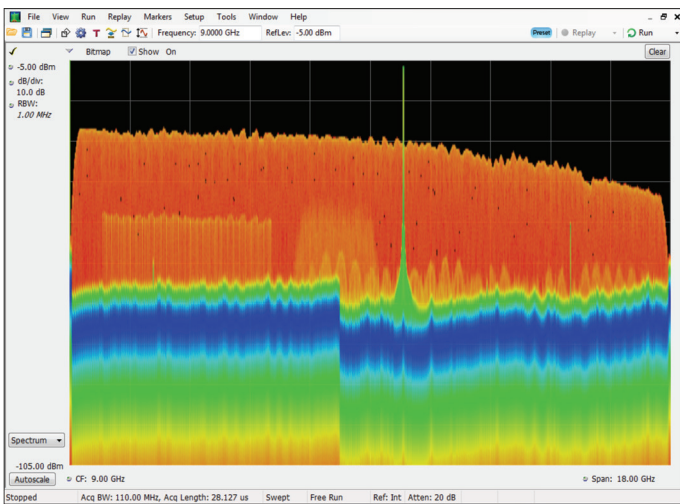 File View Run Replay Markers Setup Tools Window Help
Frequency: 9.0000 GHz RefLev: -5.00 dBm Preset Replay Run
Bitmap Show On Clear
-5.00 dBm
dB/div:
10.0 dB
RBW:
1.00 MHz
Spectrum
-105.00 dBm
Autoscale CF: 9.00 GHz Span: 18.00 GHz
Stopped Acq BW: 110.00 MHz, Acq Length: 28.127 us Swept Free Run Ref: Int Atten: 20 dB